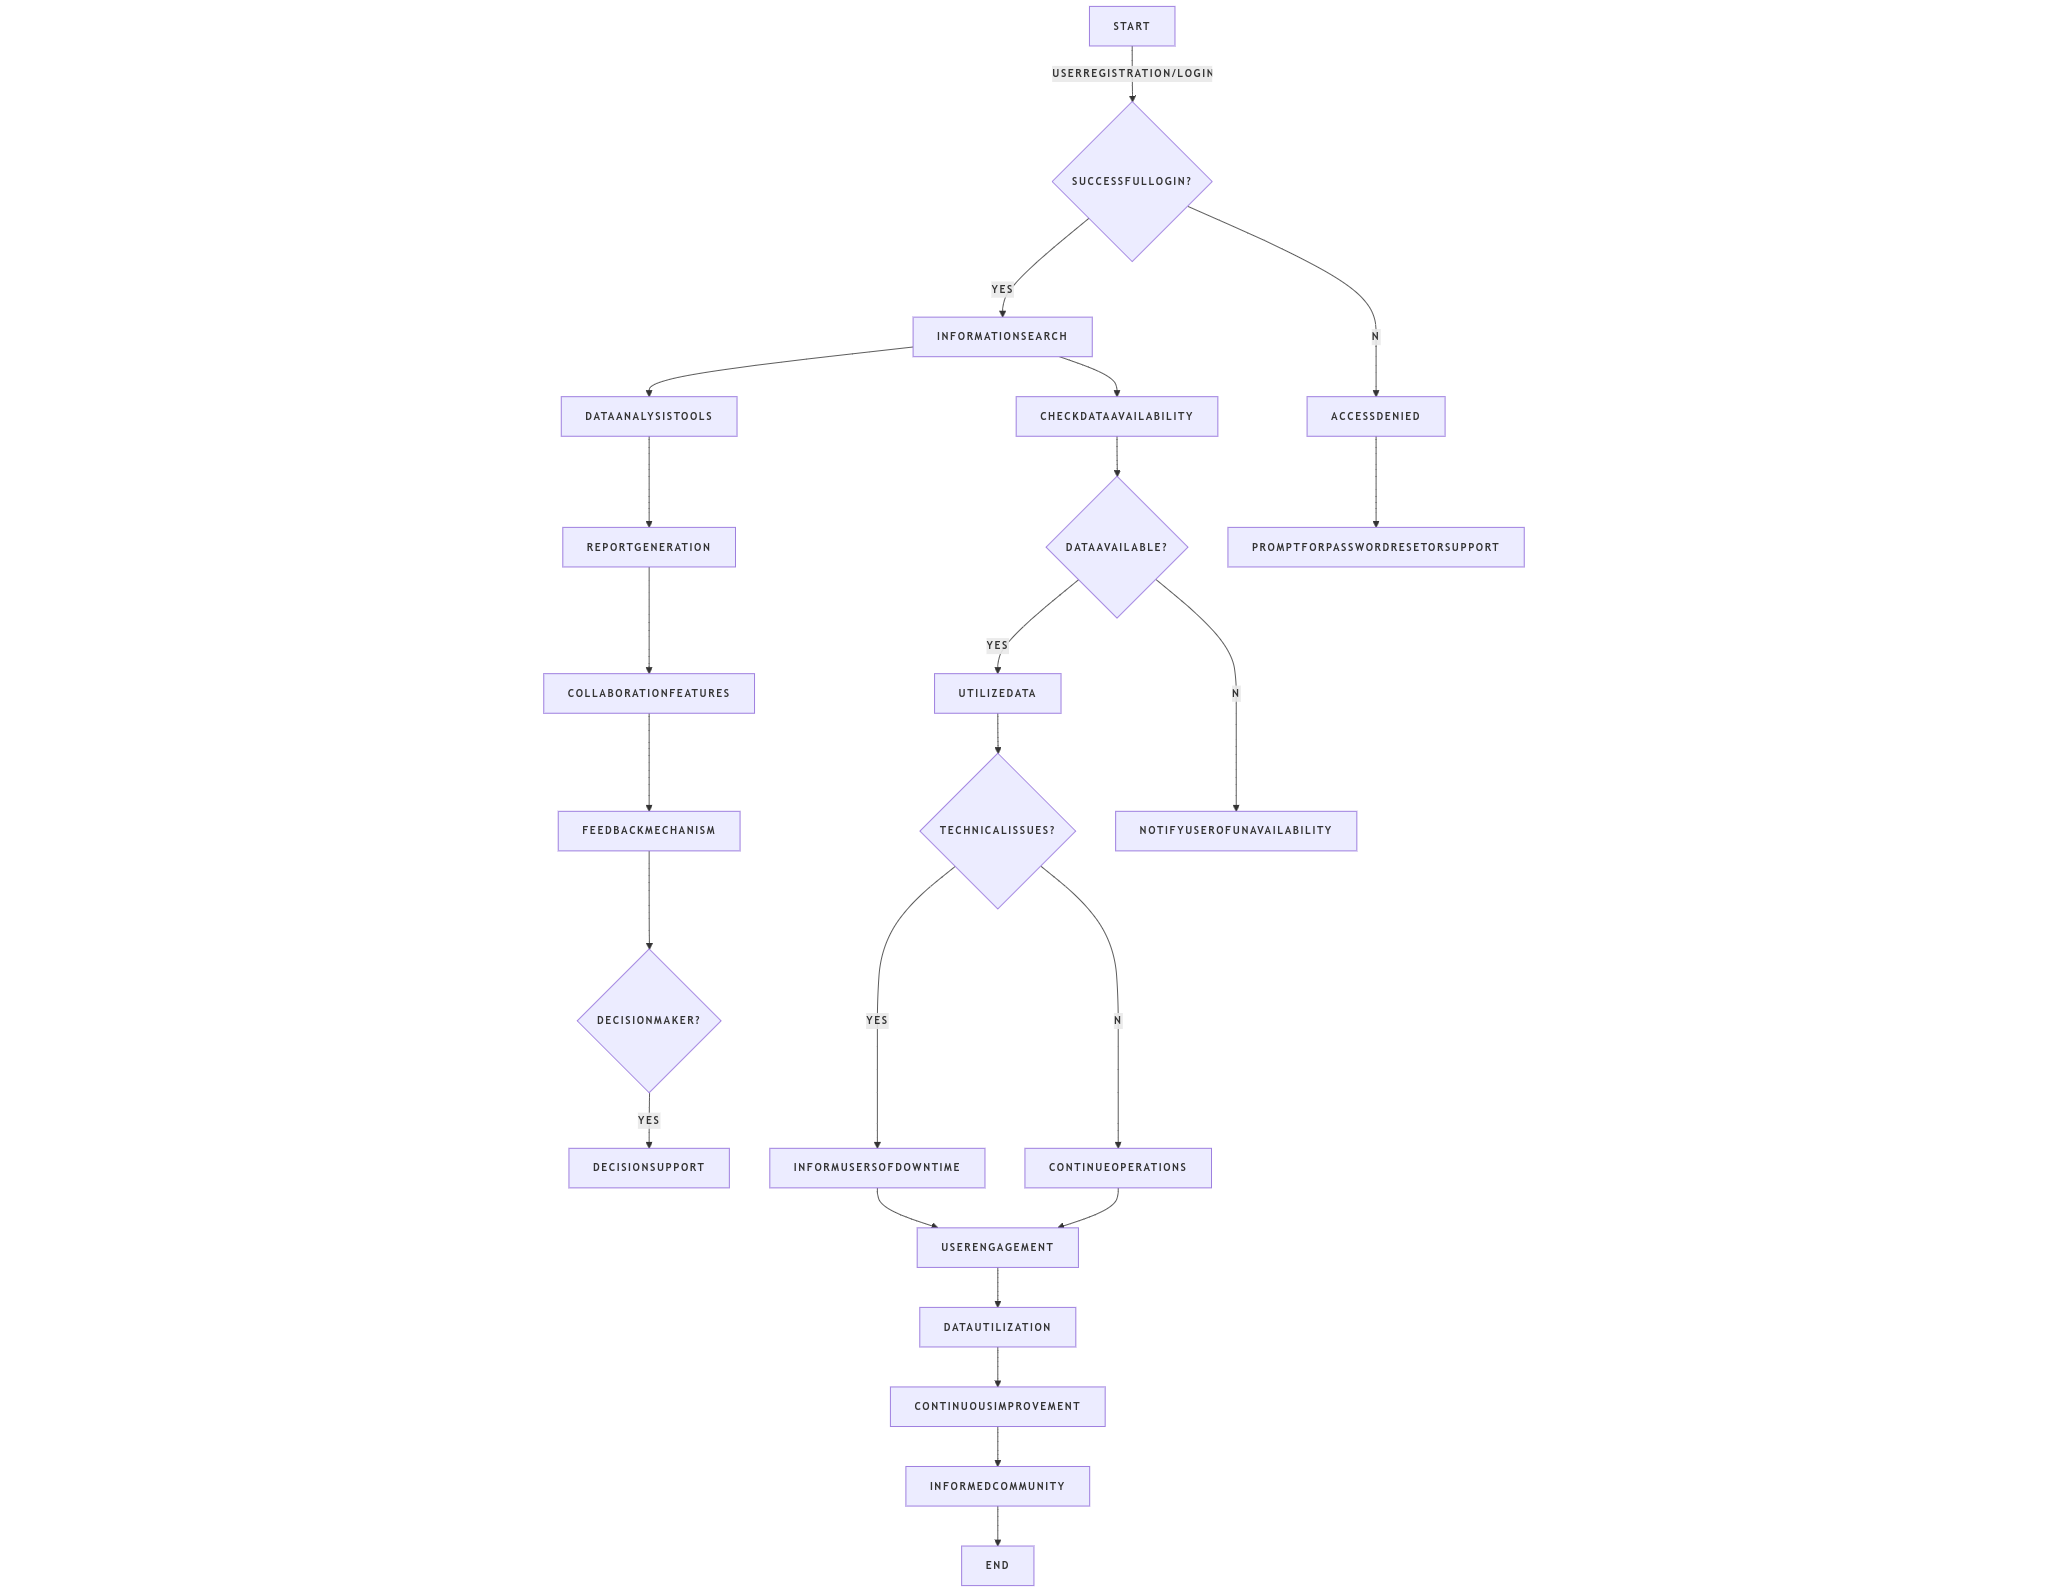 START
USERREGISTRATION/LOGIN
SUCCESSFULLOGIN?
YES
INFORMATIONSEARCH
N
DATAANALYSISTOOLS
CHECKDATAAVAILABILITY
ACCESSDENIED
REPORTGENERATION
DATAAVAILABLE?
PROMPTFORPASSWORDRESETORSUPPORT
YES
COLLABORATIONFEATURES
UTILIZEDATA
N
FEEDBACKMECHANISM
TECHNICALISSUES?
NOTIFYUSEROFUNAVAILABILITY
DECISIONMAKER?
YES
N
YES
DECISIONSUPPORT
INFORMUSERSOFDOWNTIME
CONTINUEOPERATIONS
USERENGAGEMENT
DATAUTILIZATION
CONTINUOUSIMPROVEMENT
INFORMEDCOMMUNITY
END